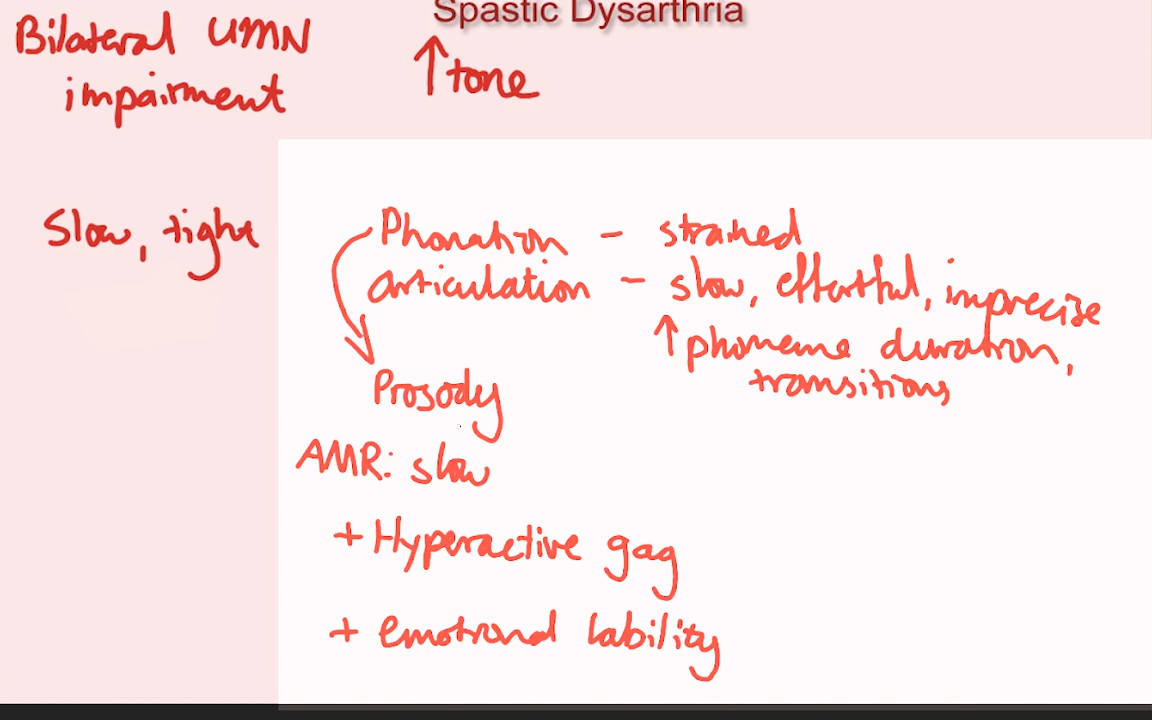 Spastic Dysarthria
Bilateral UMN
impairment
↑ tone
Slow, tight
Phonation - strained
articulation - slow, effortful, imprecise
↑ phoneme duration,
transitions
Prosody
AMR: slow
+ Hyperactive gag
+ emotional lability